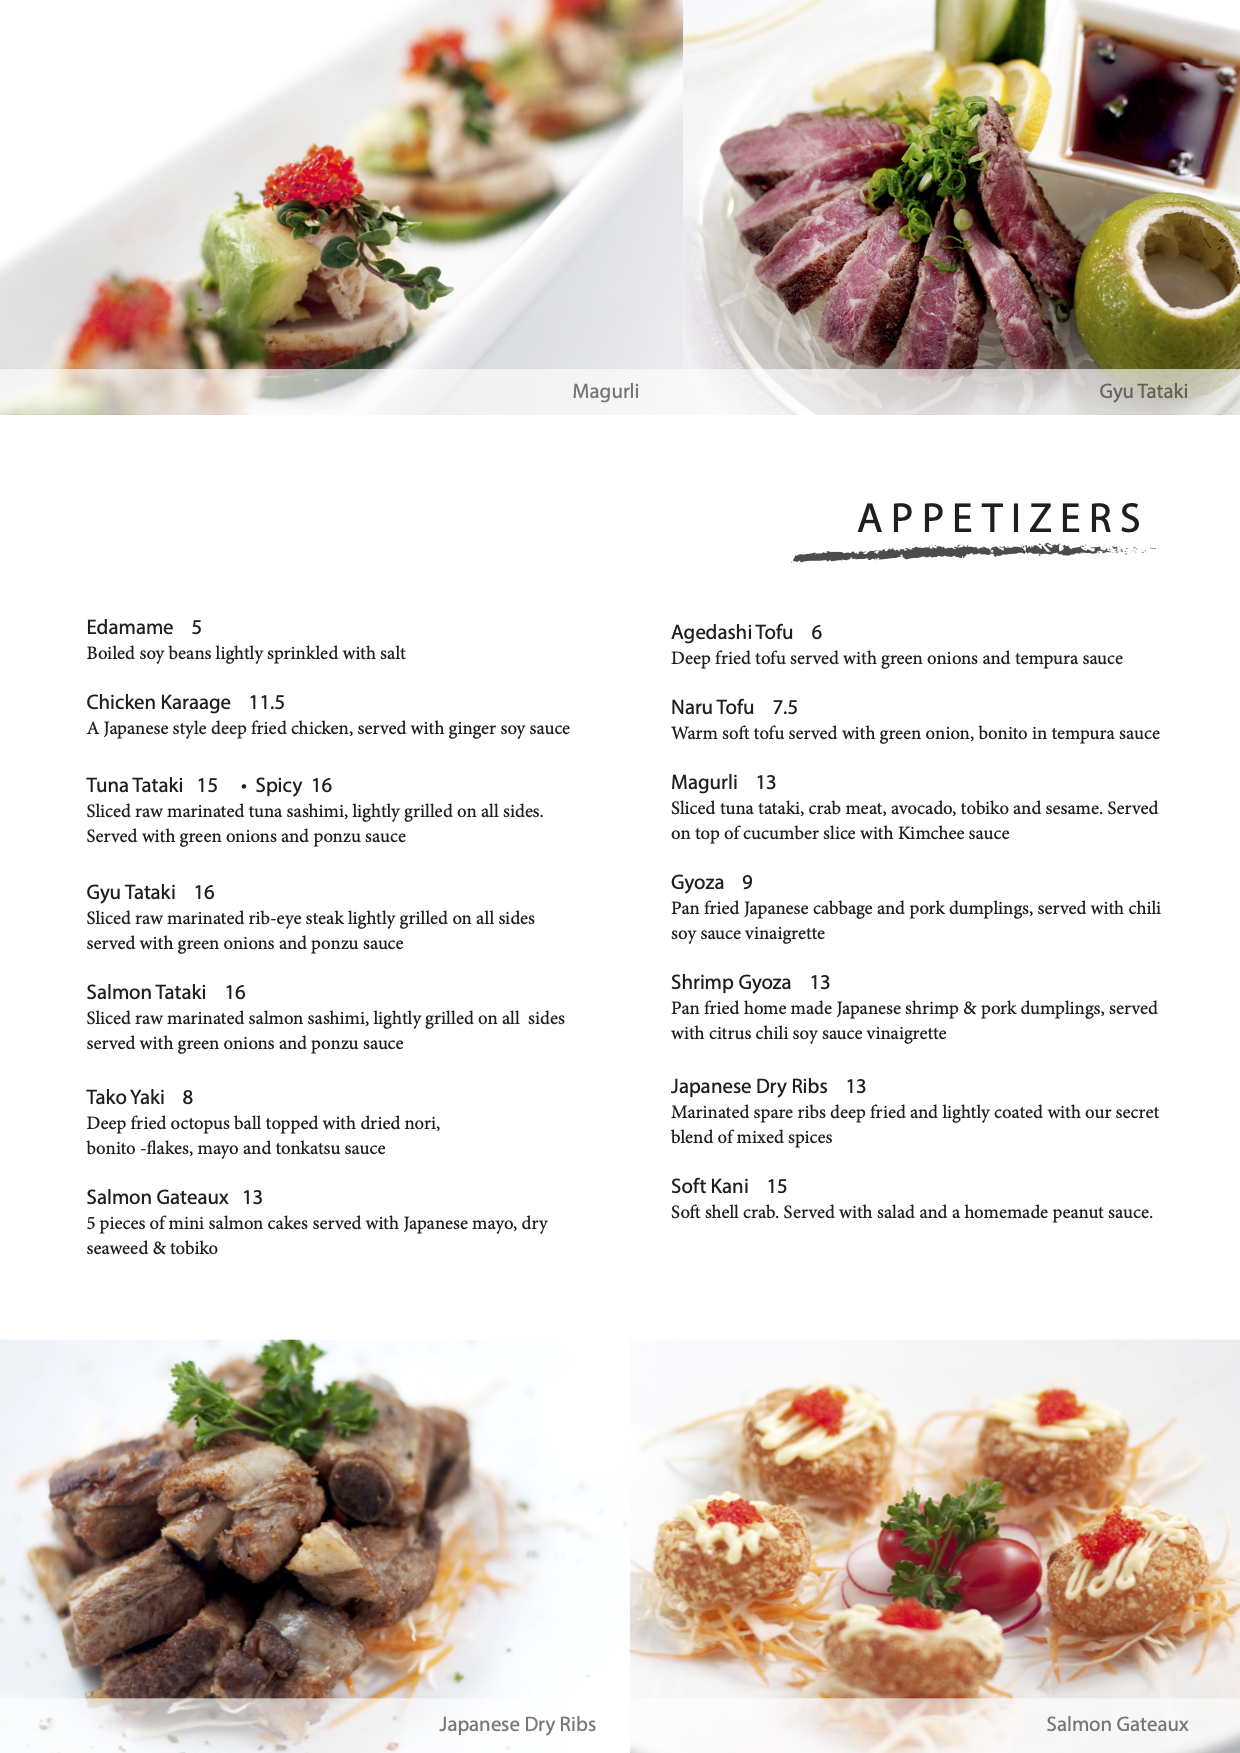 Magurli
Gyu Tataki
APPETIZERS
Edamame 5
Boiled soy beans lightly sprinkled with salt
Chicken Karaage 11.5
A Japanese style deep fried chicken, served with ginger soy sauce
Tuna Tataki 15 • Spicy 16
Sliced raw marinated tuna sashimi, lightly grilled on all sides.
Served with green onions and ponzu sauce
Gyu Tataki 16
Sliced raw marinated rib-eye steak lightly grilled on all sides
served with green onions and ponzu sauce
Salmon Tataki 16
Sliced raw marinated salmon sashimi, lightly grilled on all sides
served with green onions and ponzu sauce
Tako Yaki 8
Deep fried octopus ball topped with dried nori,
bonito -flakes, mayo and tonkatsu sauce
Salmon Gateaux 13
5 pieces of mini salmon cakes served with Japanese mayo, dry
seaweed & tobiko
Agedashi Tofu 6
Deep fried tofu served with green onions and tempura sauce
Naru Tofu 7.5
Warm soft tofu served with green onion, bonito in tempura sauce
Magurli 13
Sliced tuna tataki, crab meat, avocado, tobiko and sesame. Served
on top of cucumber slice with Kimchee sauce
Gyoza 9
Pan fried Japanese cabbage and pork dumplings, served with chili
soy sauce vinaigrette
Shrimp Gyoza 13
Pan fried home made Japanese shrimp & pork dumplings, served
with citrus chili soy sauce vinaigrette
Japanese Dry Ribs 13
Marinated spare ribs deep fried and lightly coated with our secret
blend of mixed spices
Soft Kani 15
Soft shell crab. Served with salad and a homemade peanut sauce.
Japanese Dry Ribs
Salmon Gateaux